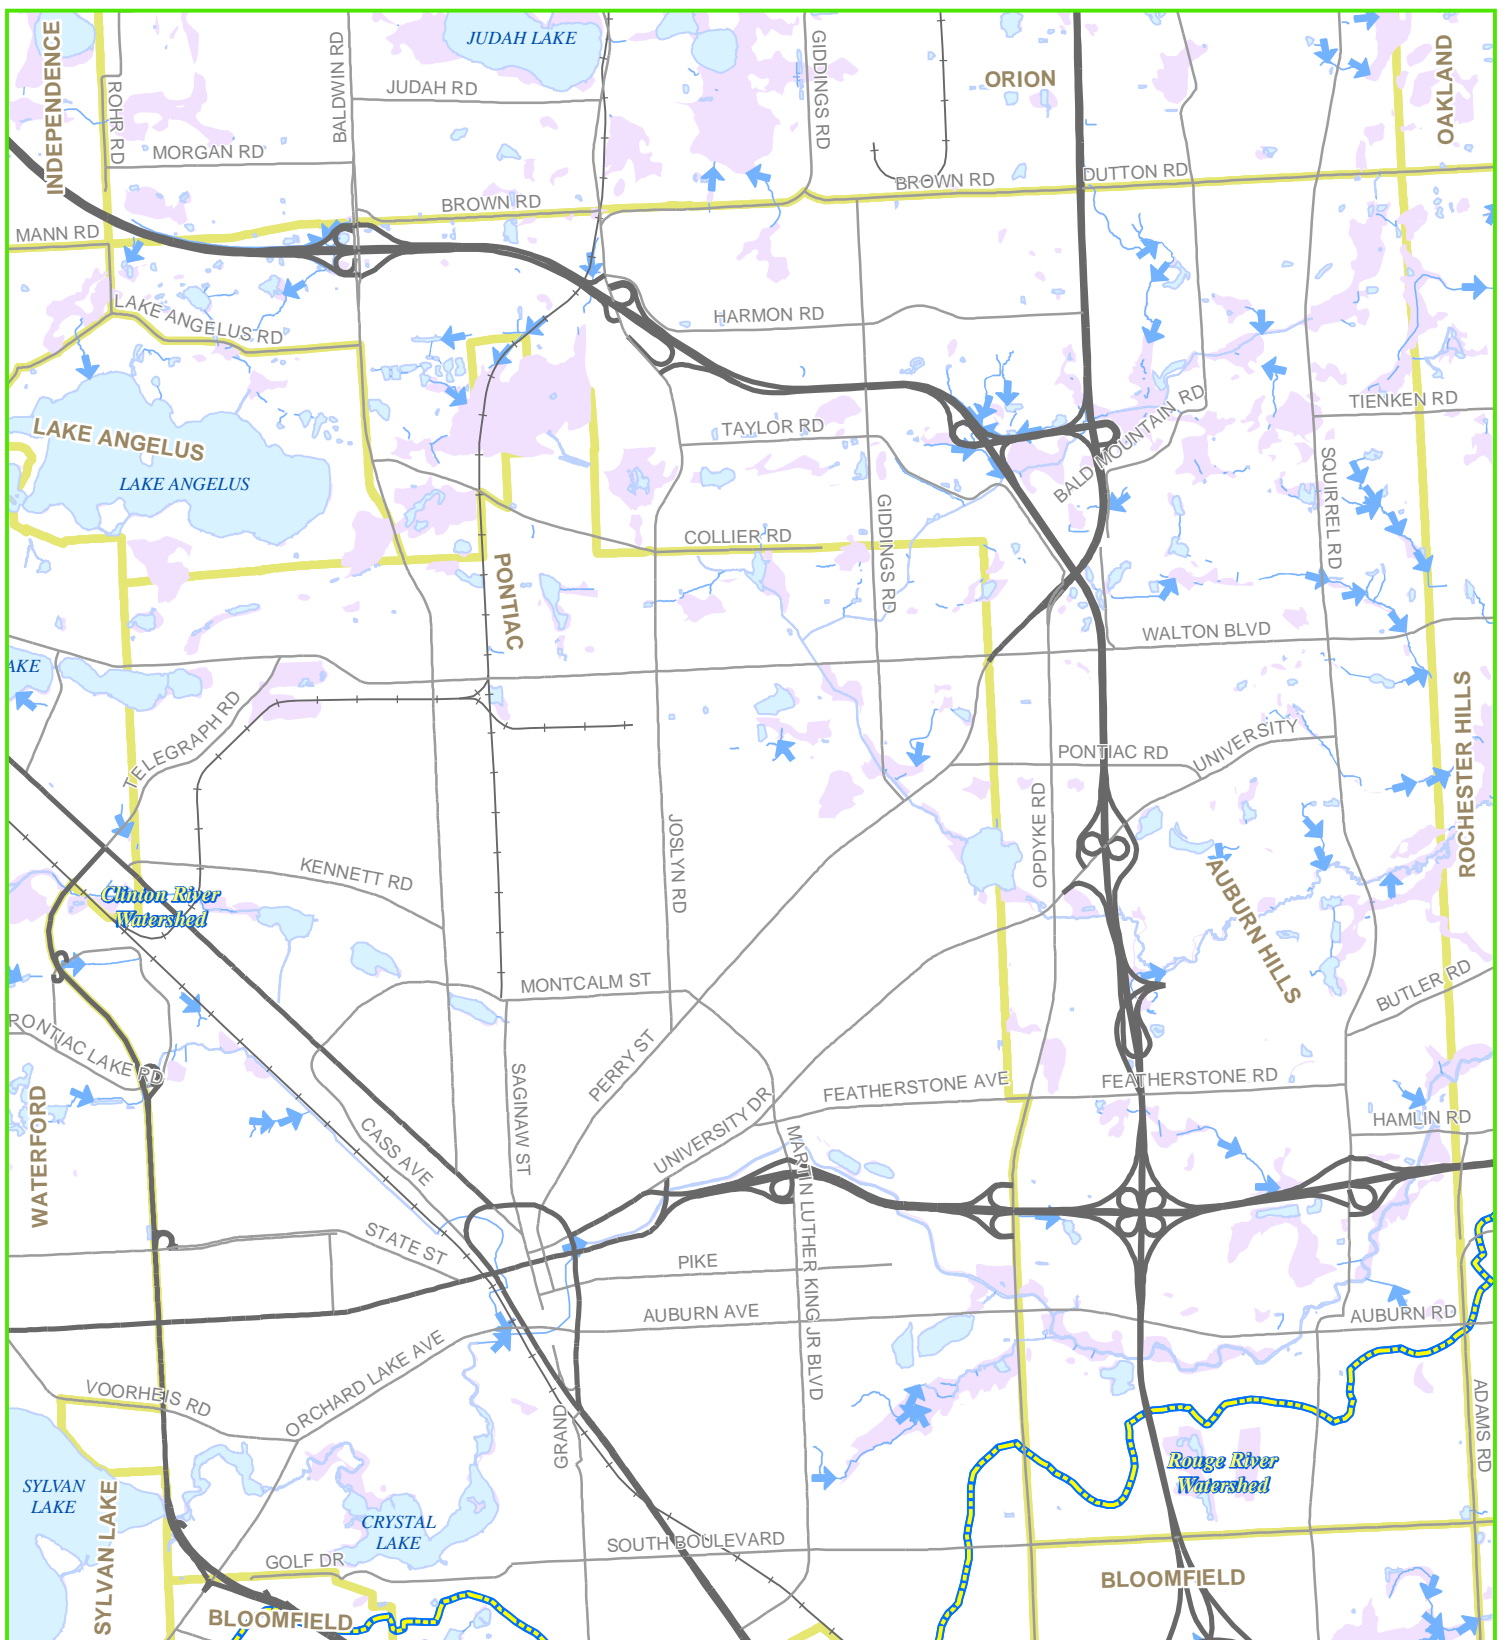 JUDAH LAKE
INDEPENDENCE
ROHR RD
BALDWIN RD
JUDAH RD
GIDDINGS RD
ORION
OAKLAND
MORGAN RD
BROWN RD
DUTTON RD
BROWN RD
MANN RD
LAKE ANGELUS RD
HARMON RD
TIENKEN RD
LAKE ANGELUS
LAKE ANGELUS
TAYLOR RD
BALD MOUNTAIN RD
SQUIRREL RD
GIDDINGS RD
COLLIER RD
PONTIAC
WALTON BLVD
AKE
TELEGRAPH RD
PONTIAC RD
UNIVERSITY
ROCHESTER HILLS
OPDYKE RD
JOSLYN RD
KENNETT RD
AUBURN HILLS
Clinton River
Watershed
MONTCALM ST
BUTLER RD
PONTIAC LAKE RD
PERRY ST
SAGINAW ST
FEATHERSTONE AVE
FEATHERSTONE RD
UNIVERSITY DR
HAMLIN RD
WATERFORD
CASS AVE
MARTIN LUTHER KING JR BLVD
STATE ST
PIKE
AUBURN AVE
AUBURN RD
ORCHARD LAKE AVE
VOORHEIS RD
GRAND
ADAMS RD
Rouge River
Watershed
SYLVAN
LAKE
SYLVAN LAKE
CRYSTAL
LAKE
SOUTH BOULEVARD
GOLF DR
BLOOMFIELD
BLOOMFIELD